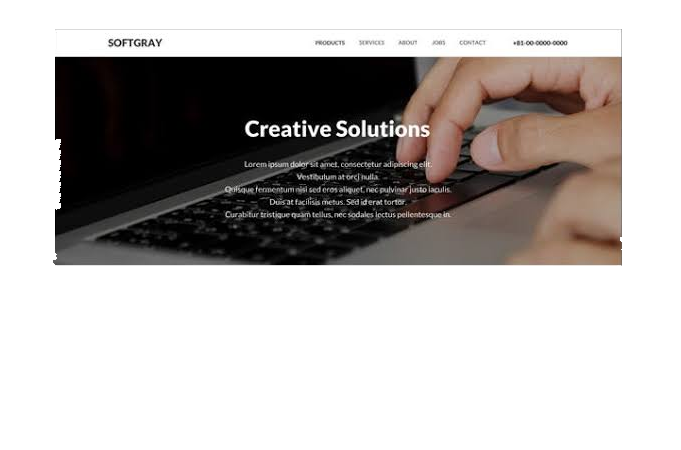 SOFTGRAY
PRODUCTS SERVICES ABOUT JOBS CONTACT +81-00-0000-0000
Creative Solutions
Lorem ipsum dolor sit amet, consectetur adipiscing elit.
Vestibulum at orci nulla.
Quisque fermentum nisi sed eros aliquet, nec pulvinar justo iaculis.
Duis at facilisis metus. Sed id erat tortor.
Curabitur tristique quam tellus, nec sodales lectus pellentesque in.